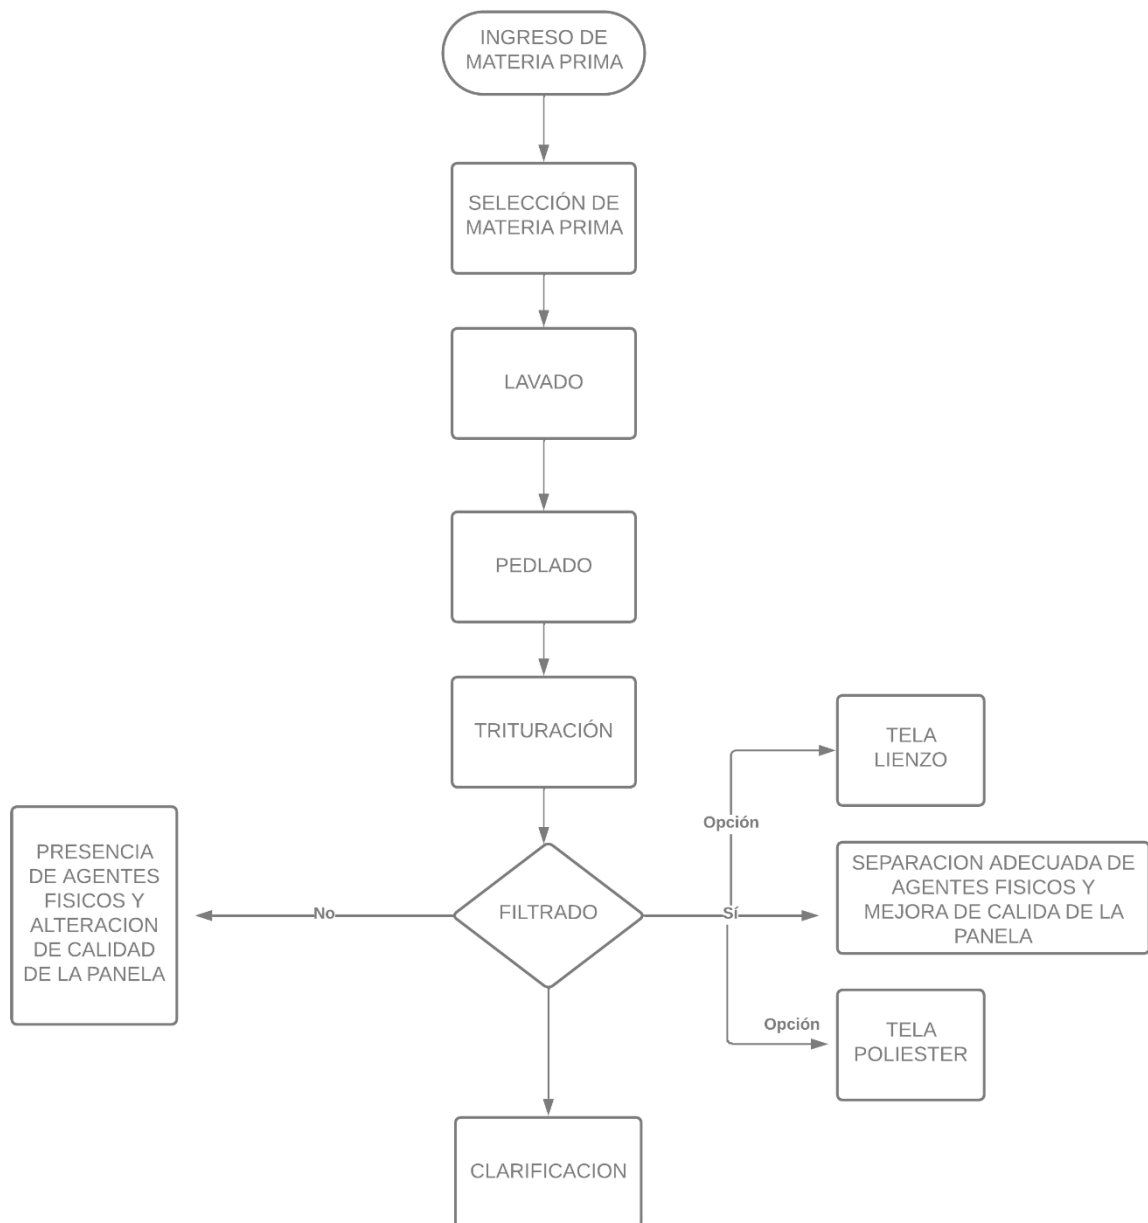 INGRESO DE
MATERIA PRIMA
SELECCIÓN DE
MATERIA PRIMA
LAVADO
PEDLADO
TRITURACIÓN
TELA
LIENZO
Opción
PRESENCIA
DE AGENTES
FISICOS Y
ALTERACION
DE CALIDAD
DE LA PANELA
No
FILTRADO
Sí
SEPARACION ADECUADA DE
AGENTES FISICOS Y
MEJORA DE CALIDA DE LA
PANELA
Opción
TELA
POLIESTER
CLARIFICACION